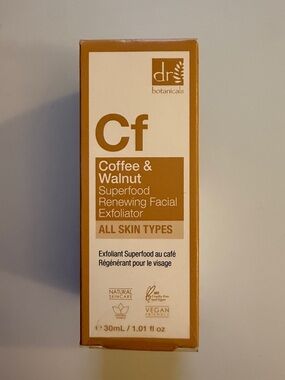 dr
botanicals
Cf
Coffee &
Walnut
Superfood
Renewing Facial
Exfoliator
ALL SKIN TYPES
Exfoliant Superfood au café
Régénérant pour le visage
NATURAL
SKINCARE
VEGAN
FRIENDLY
30mL / 1.01 fl oz